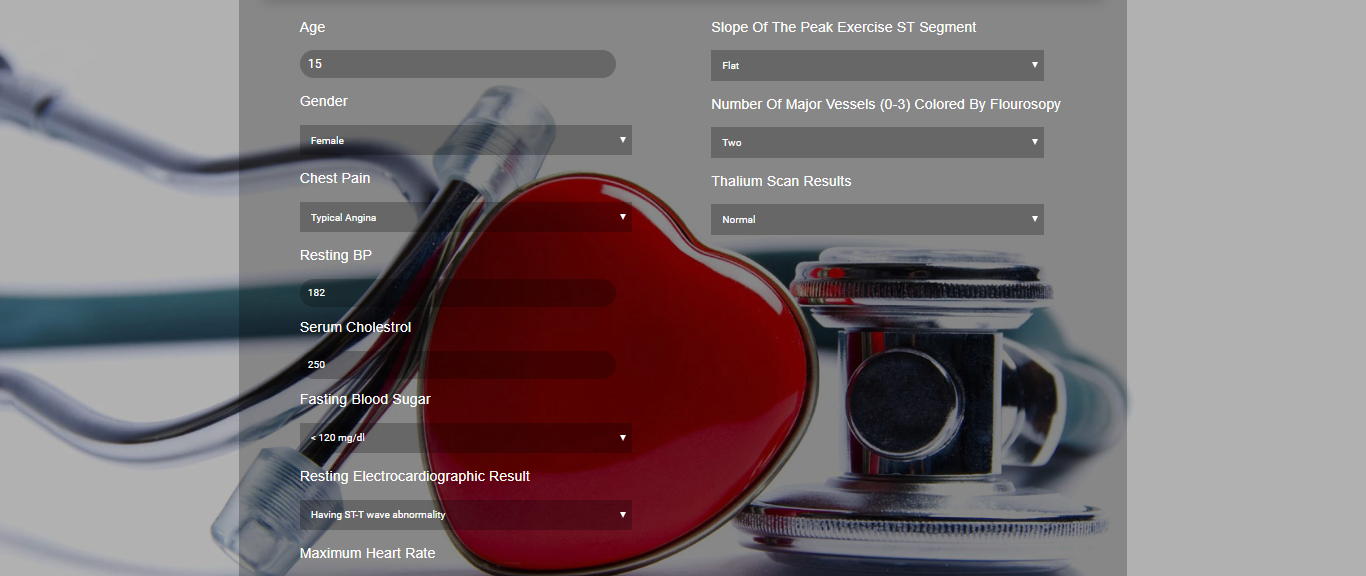 Age
15
Gender
Female
Chest Pain
Typical Angina
Resting BP
182
Serum Cholestrol
250
Fasting Blood Sugar
< 120 mg/dl
Resting Electrocardiographic Result
Having ST-T wave abnormality
Maximum Heart Rate
Slope Of The Peak Exercise ST Segment
Flat
Number Of Major Vessels (0-3) Colored By Flourosopy
Two
Thalium Scan Results
Normal